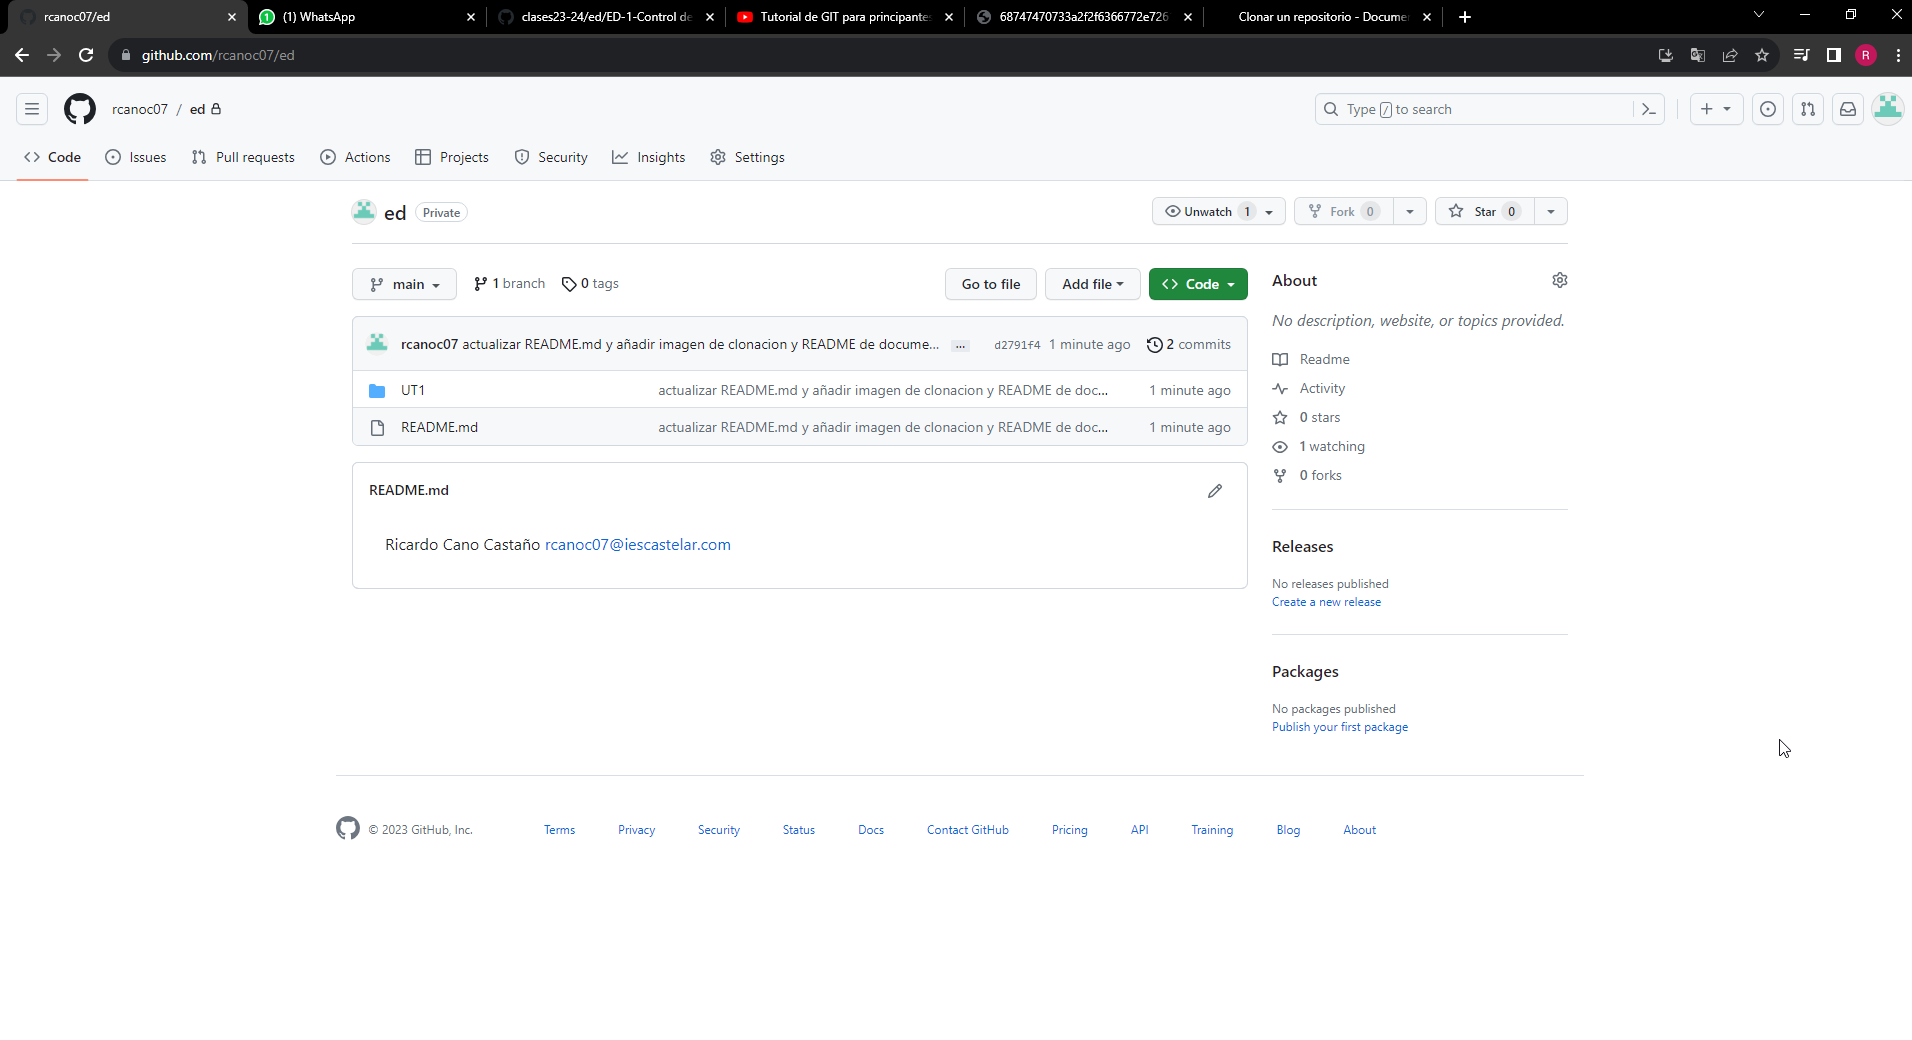 rcanoc07/ed
(1) WhatsApp
clases23-24/ed/ED-1-Control de
Tutorial de GIT para principantes
68747470733a2f2f6366772e726
Clonar un repositorio - Docume
github.com/rcanoc07/ed
R
rcanoc07 / ed
Type / to search
Code
Issues
Pull requests
Actions
Projects
Security
Insights
Settings
ed Private
Unwatch 1
Fork 0
Star 0
main
1 branch
0 tags
Go to file
Add file
Code
rcanoc07 actualizar README.md y añadir imagen de clonacion y README de docume... ... d2791f4 1 minute ago 2 commits
UT1 actualizar README.md y añadir imagen de clonacion y README de doc... 1 minute ago
README.md actualizar README.md y añadir imagen de clonacion y README de doc... 1 minute ago
README.md
Ricardo Cano Castaño rcanoc07@iescastelar.com
About
No description, website, or topics provided.
Readme
Activity
0 stars
1 watching
0 forks
Releases
No releases published
Create a new release
Packages
No packages published
Publish your first package
© 2023 GitHub, Inc.
Terms
Privacy
Security
Status
Docs
Contact GitHub
Pricing
API
Training
Blog
About